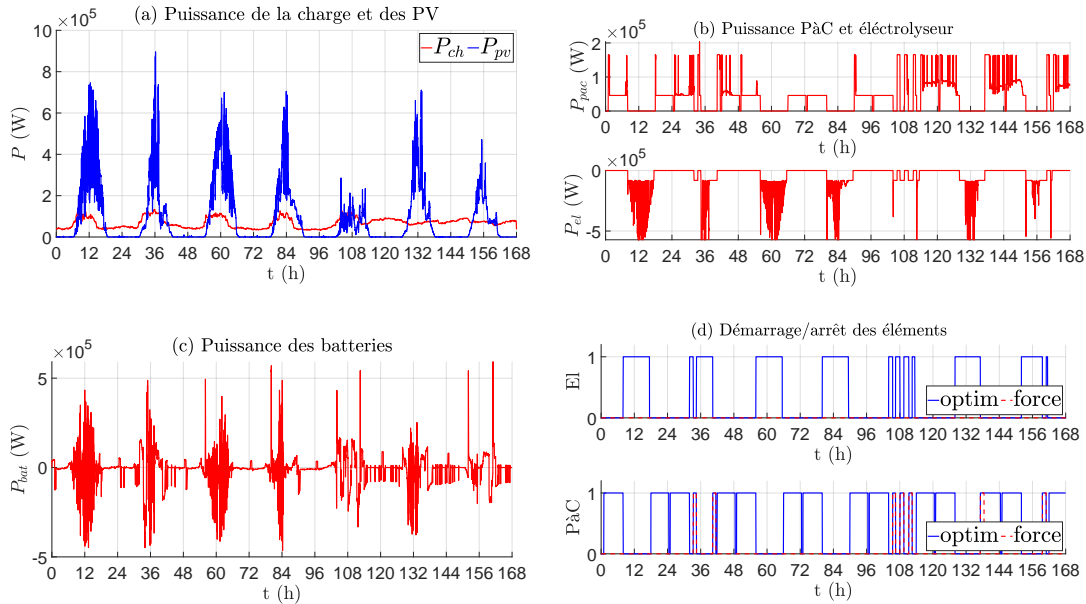 (a) Puissance de la charge et des PV
×10^5
10
8
6
4
2
0
P (W)
P_ch P_pv
0 12 24 36 48 60 72 84 96 108 120 132 144 156 168
t (h)
(b) Puissance PàC et éléctrolyseur
×10^5
2
1
0
P_pac (W)
0 12 24 36 48 60 72 84 96 108 120 132 144 156 168
t (h)
×10^5
0
-5
P_el (W)
0 12 24 36 48 60 72 84 96 108 120 132 144 156 168
t (h)
(c) Puissance des batteries
×10^5
5
0
-5
P_bat (W)
0 12 24 36 48 60 72 84 96 108 120 132 144 156 168
t (h)
(d) Démarrage/arrêt des éléments
1
0
El
optim force
0 12 24 36 48 60 72 84 96 108 120 132 144 156 168
t (h)
1
0
PàC
optim force
0 12 24 36 48 60 72 84 96 108 120 132 144 156 168
t (h)